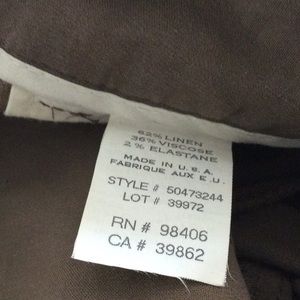 62% LINEN
36% VISCOSE
2% ELASTANE
MADE IN U.S.A.
FABRIQUE AUX E.U.
STYLE # 50473244
LOT # 39972
RN # 98406
CA # 39862